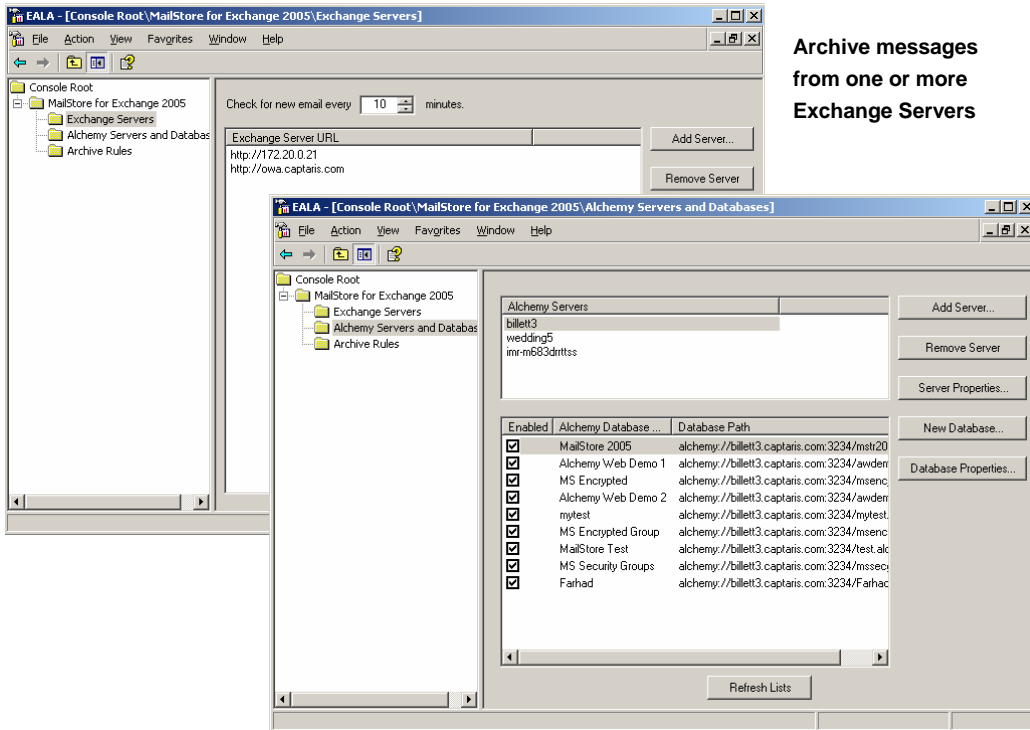 EALA - [Console Root\MailStore for Exchange 2005\Exchange Servers]
File Action View Favorites Window Help
Console Root
MailStore for Exchange 2005
Exchange Servers
Alchemy Servers and Databas
Archive Rules
Check for new email every 10 minutes.
Exchange Server URL
http://172.20.0.21
http://owa.captaris.com
Add Server...
Remove Server
Archive messages
from one or more
Exchange Servers
EALA - [Console Root\MailStore for Exchange 2005\Alchemy Servers and Databases]
File Action View Favorites Window Help
Console Root
MailStore for Exchange 2005
Exchange Servers
Alchemy Servers and Databas
Archive Rules
Alchemy Servers
billett3
wedding5
imr-m683drrttss
Add Server...
Remove Server
Server Properties...
New Database...
Database Properties...
Enabled Alchemy Database ... Database Path
MailStore 2005 alchemy://billett3.captaris.com:3234/mstr20
Alchemy Web Demo 1 alchemy://billett3.captaris.com:3234/awden
MS Encrypted alchemy://billett3.captaris.com:3234/msenc
Alchemy Web Demo 2 alchemy://billett3.captaris.com:3234/awden
mytest alchemy://billett3.captaris.com:3234/mytest.
MS Encrypted Group alchemy://billett3.captaris.com:3234/msenc
MailStore Test alchemy://billett3.captaris.com:3234/test.alc
MS Security Groups alchemy://billett3.captaris.com:3234/mssec
Farhad alchemy://billett3.captaris.com:3234/Farhac
Refresh Lists